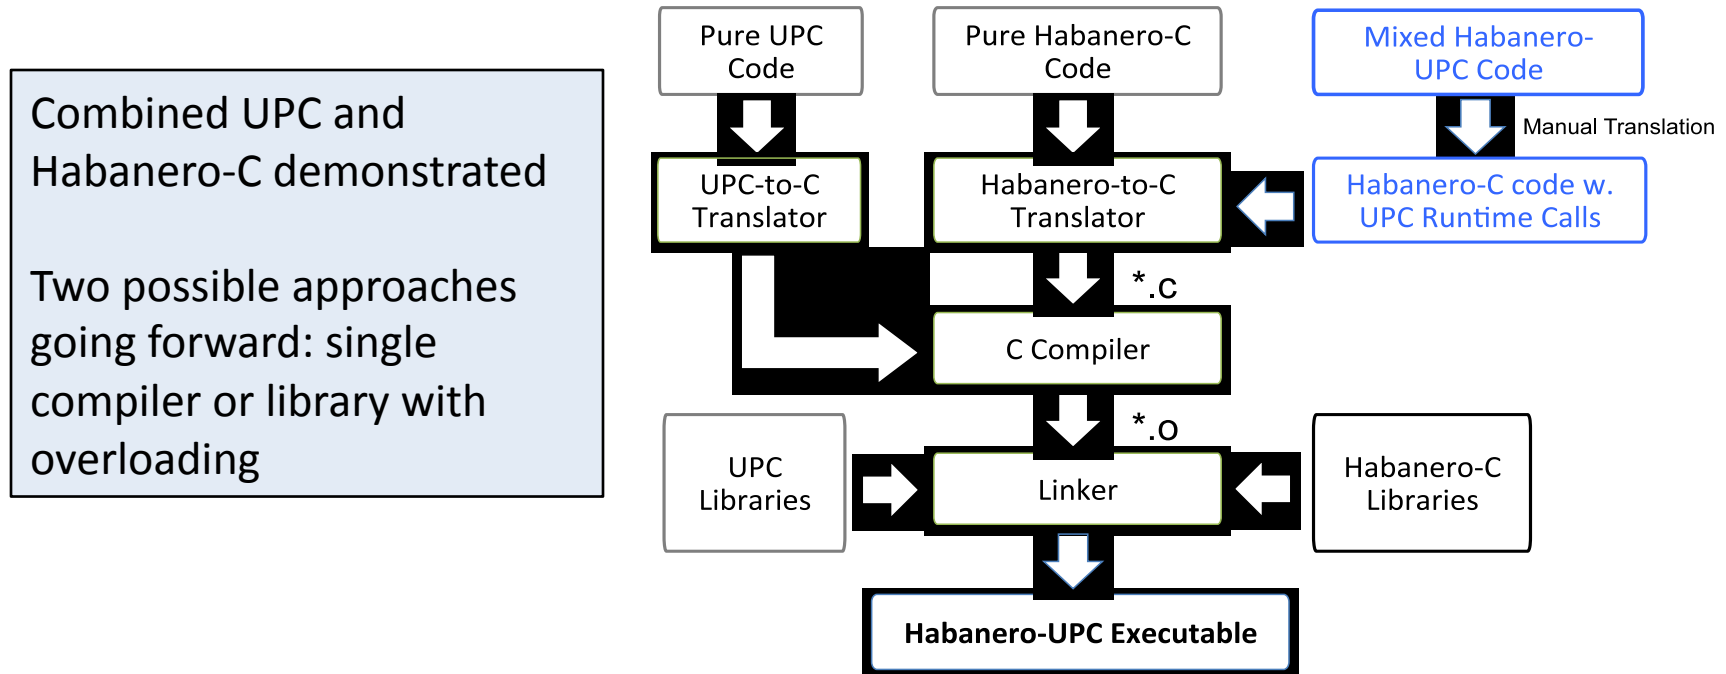 Combined UPC and
Habanero-C demonstrated
Two possible approaches
going forward: single
compiler or library with
overloading
Pure UPC
Code
Pure Habanero-C
Code
Mixed Habanero-
UPC Code
Manual Translation
UPC-to-C
Translator
Habanero-to-C
Translator
Habanero-C code w.
UPC Runtime Calls
*.c
C Compiler
*.o
UPC
Libraries
Linker
Habanero-C
Libraries
Habanero-UPC Executable